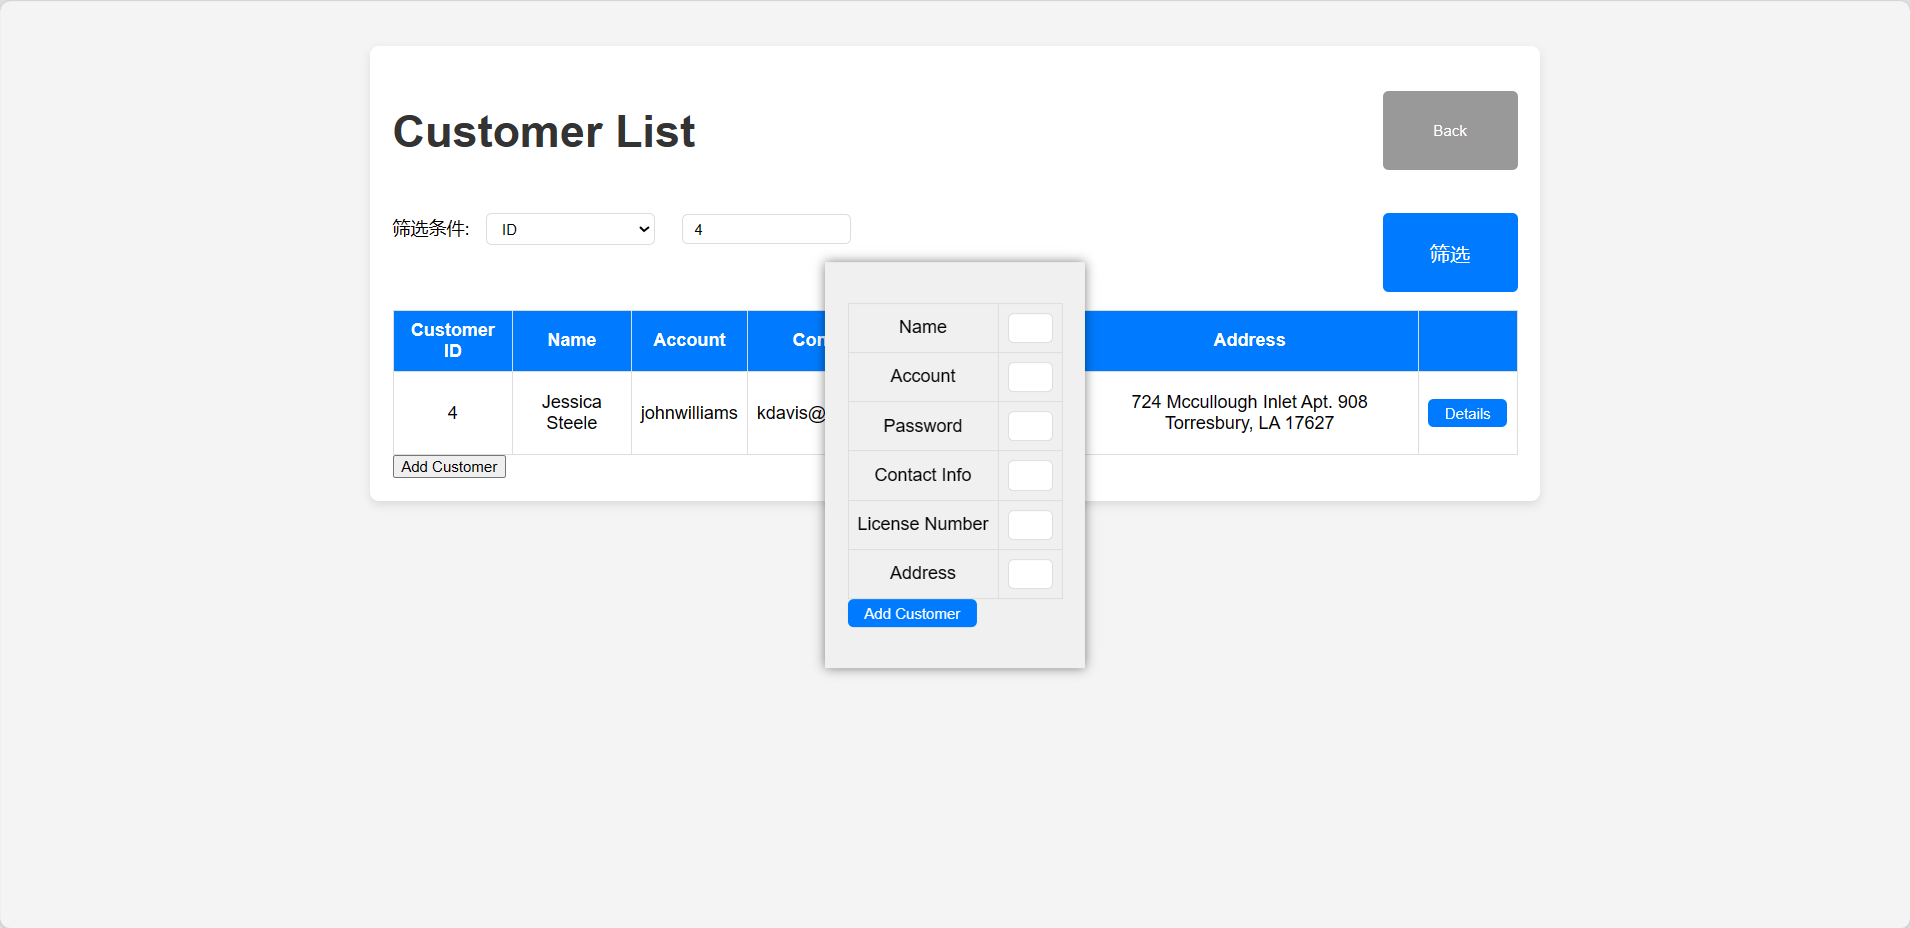 Customer List
Back
筛选条件:
ID
4
筛选
Customer
ID
Name
Account
Address
4
Jessica
Steele
johnwilliams
kdavis@
724 Mccullough Inlet Apt. 908
Torresbury, LA 17627
Details
Add Customer
Name
Account
Password
Contact Info
License Number
Address
Add Customer